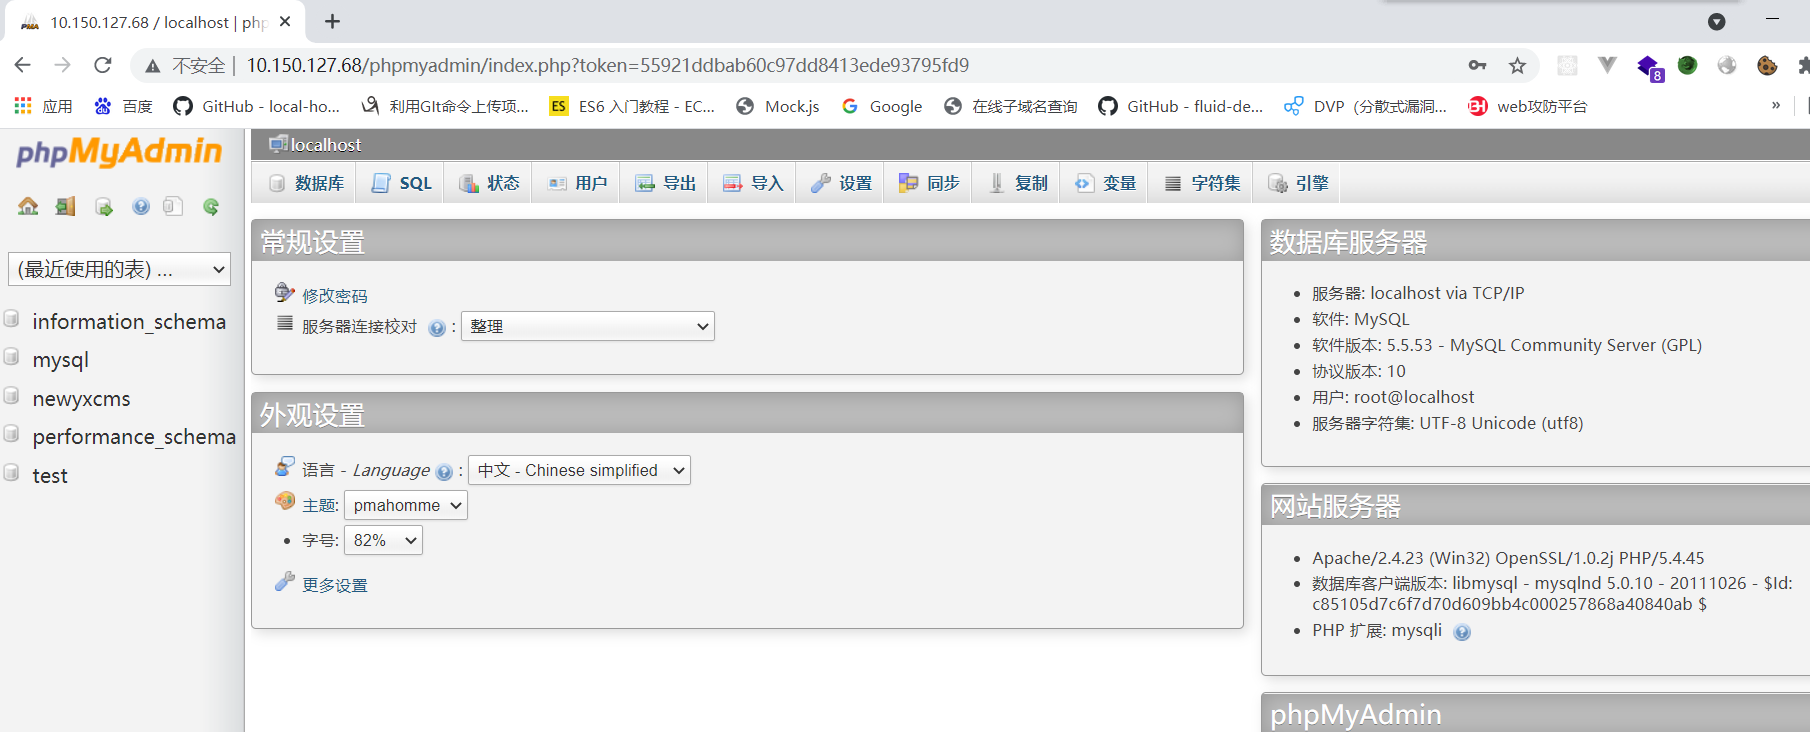 10.150.127.68 / localhost | php
不安全 | 10.150.127.68/phpmyadmin/index.php?token=55921ddbab60c97dd8413ede93795fd9
8
应用 百度 GitHub - local-ho... 利用GIt命令上传项... ES ES6 入门教程 - EC... Mock.js Google 在线子域名查询 GitHub - fluid-de... DVP（分散式漏洞... web攻防平台 »
phpMyAdmin
(最近使用的表) ...
information_schema
mysql
newyxcms
performance_schema
test
localhost
数据库 SQL 状态 用户 导出 导入 设置 同步 复制 变量 字符集 引擎
常规设置
修改密码
服务器连接校对 : 整理
外观设置
语言 - Language : 中文 - Chinese simplified
主题: pmahomme
字号: 82%
更多设置
数据库服务器
服务器: localhost via TCP/IP
软件: MySQL
软件版本: 5.5.53 - MySQL Community Server (GPL)
协议版本: 10
用户: root@localhost
服务器字符集: UTF-8 Unicode (utf8)
网站服务器
Apache/2.4.23 (Win32) OpenSSL/1.0.2j PHP/5.4.45
数据库客户端版本: libmysql - mysqlnd 5.0.10 - 20111026 - $Id:
c85105d7c6f7d70d609bb4c000257868a40840ab $
PHP 扩展: mysqli
phpMyAdmin